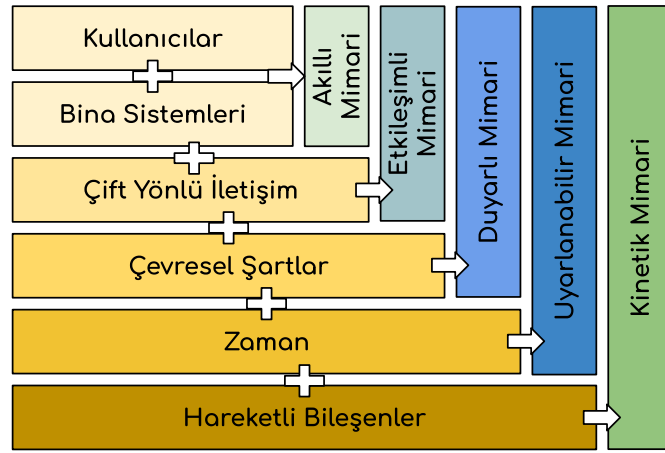 Kullanıcılar
Bina Sistemleri
Çift Yönlü İletişim
Çevresel Şartlar
Zaman
Hareketli Bileşenler
Akıllı
Mimari
Etkileşimli
Mimari
Duyarlı Mimari
Uyarlanabilir Mimari
Kinetik Mimari